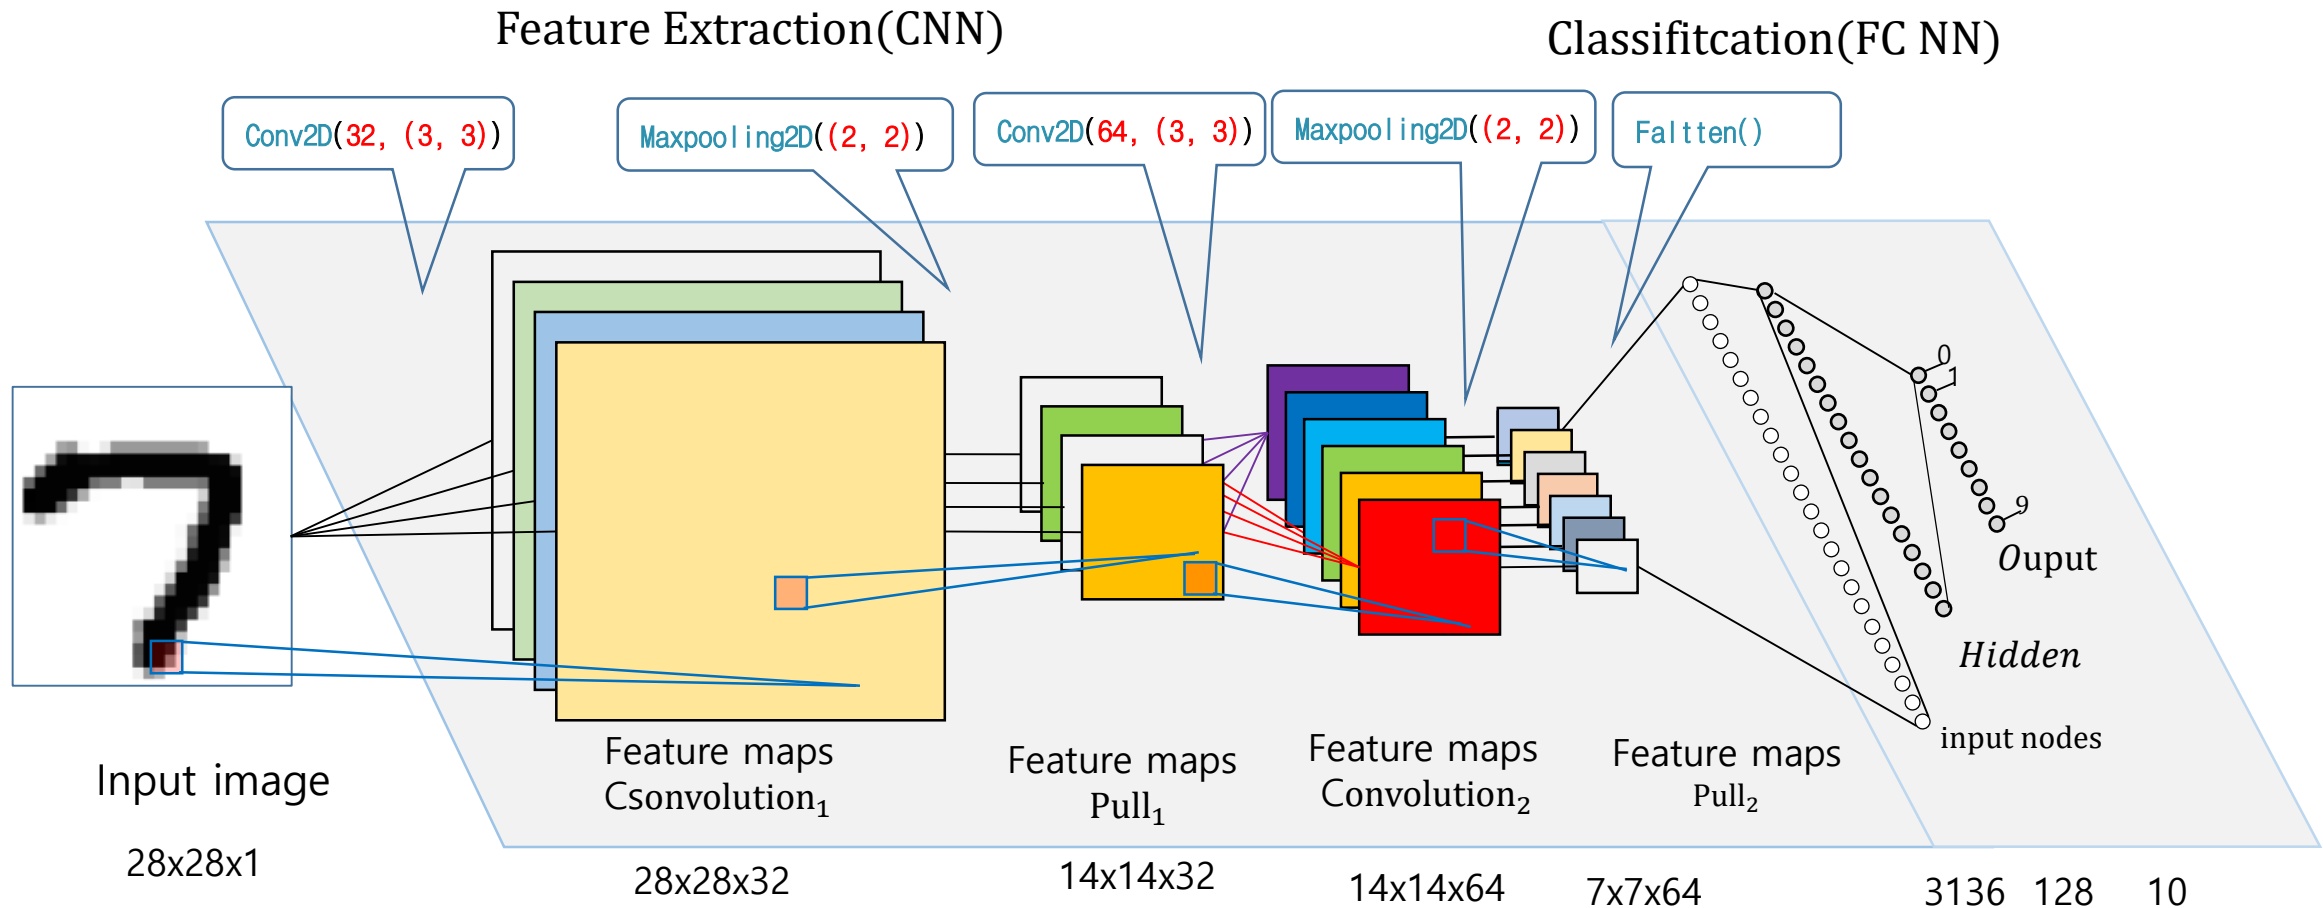 Feature Extraction(CNN)
Classifitcation(FC NN)
Conv2D(32, (3, 3))
Maxpooling2D((2, 2))
Conv2D(64, (3, 3))
Maxpooling2D((2, 2))
Faltten()
0
1
9
Ouput
Hidden
input nodes
Input image
Feature maps
Csonvolution₁
Feature maps
Pull₁
Feature maps
Convolution₂
Feature maps
Pull₂
28x28x1
28x28x32
14x14x32
14x14x64
7x7x64
3136
128
10